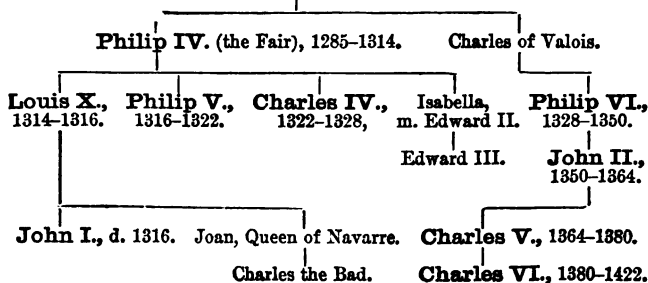 Philip IV. (the Fair), 1285–1314. Charles of Valois.
Louis X., Philip V., Charles IV., Isabella, Philip VI.,
1314–1316. 1316–1322. 1322–1328, m. Edward II. 1328–1350.
Edward III. John II.,
1350–1364.
John I., d. 1316. Joan, Queen of Navarre. Charles V., 1364–1380.
Charles the Bad. Charles VI., 1380–1422.